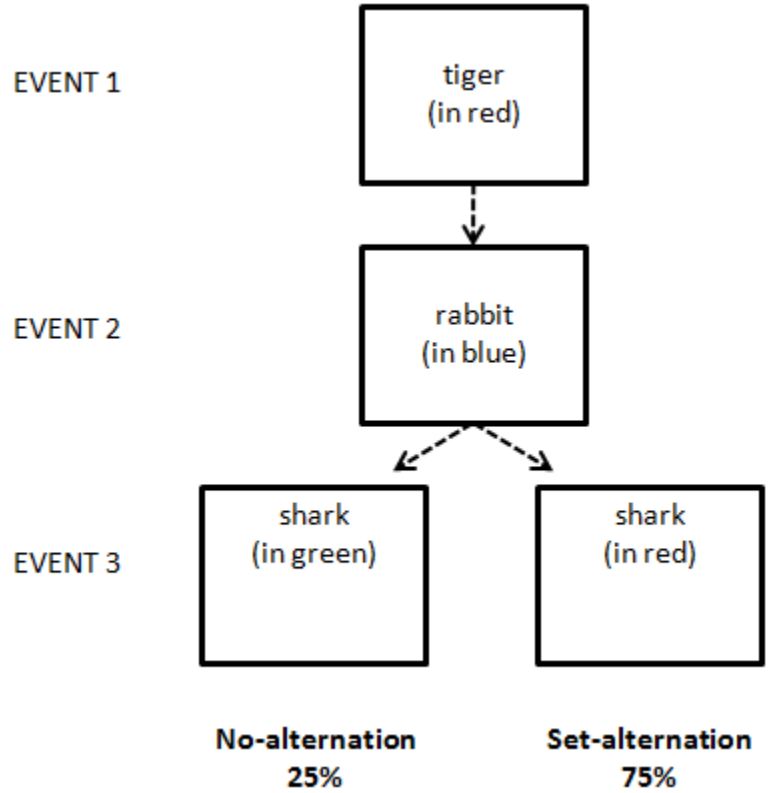 EVENT 1
tiger
(in red)
EVENT 2
rabbit
(in blue)
EVENT 3
shark
(in green)
shark
(in red)
No-alternation
25%
Set-alternation
75%